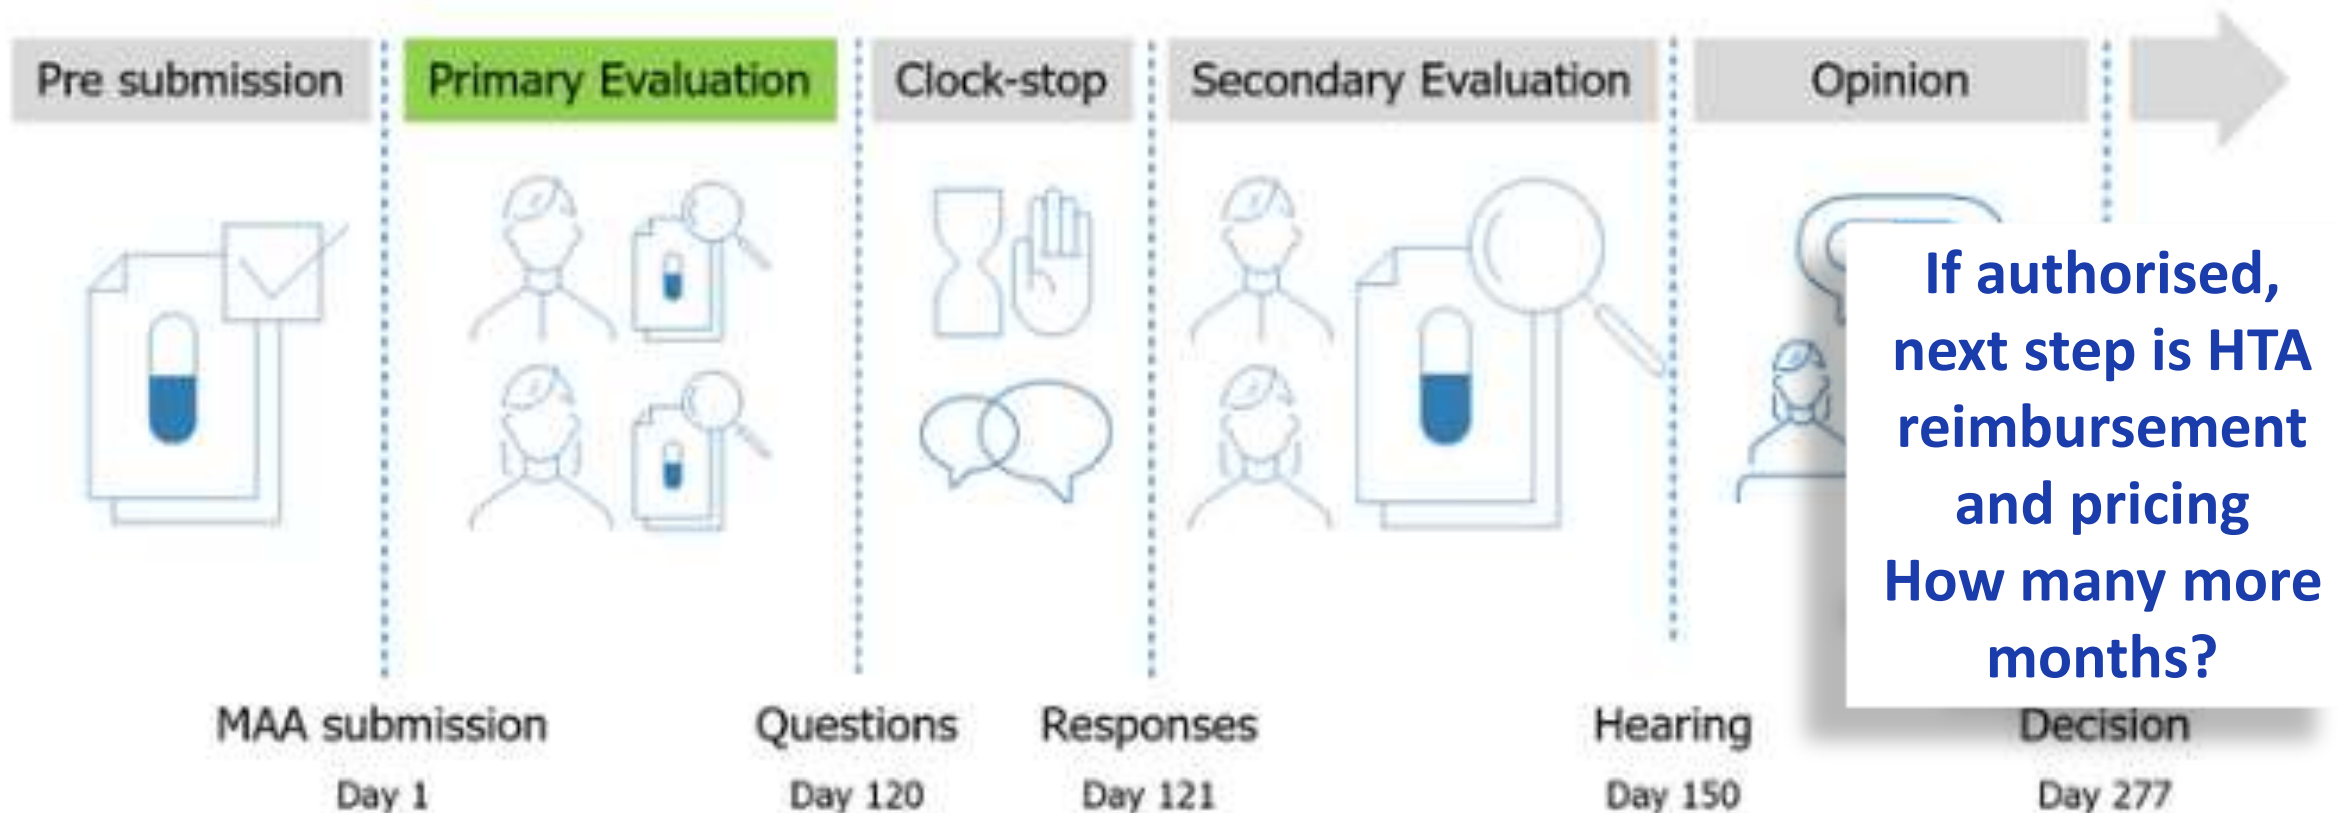 Pre submission
Primary Evaluation
Clock-stop
Secondary Evaluation
Opinion
If authorised,
next step is HTA
reimbursement
and pricing
How many more
months?
MAA submission
Questions
Responses
Hearing
Decision
Day 1
Day 120
Day 121
Day 150
Day 277